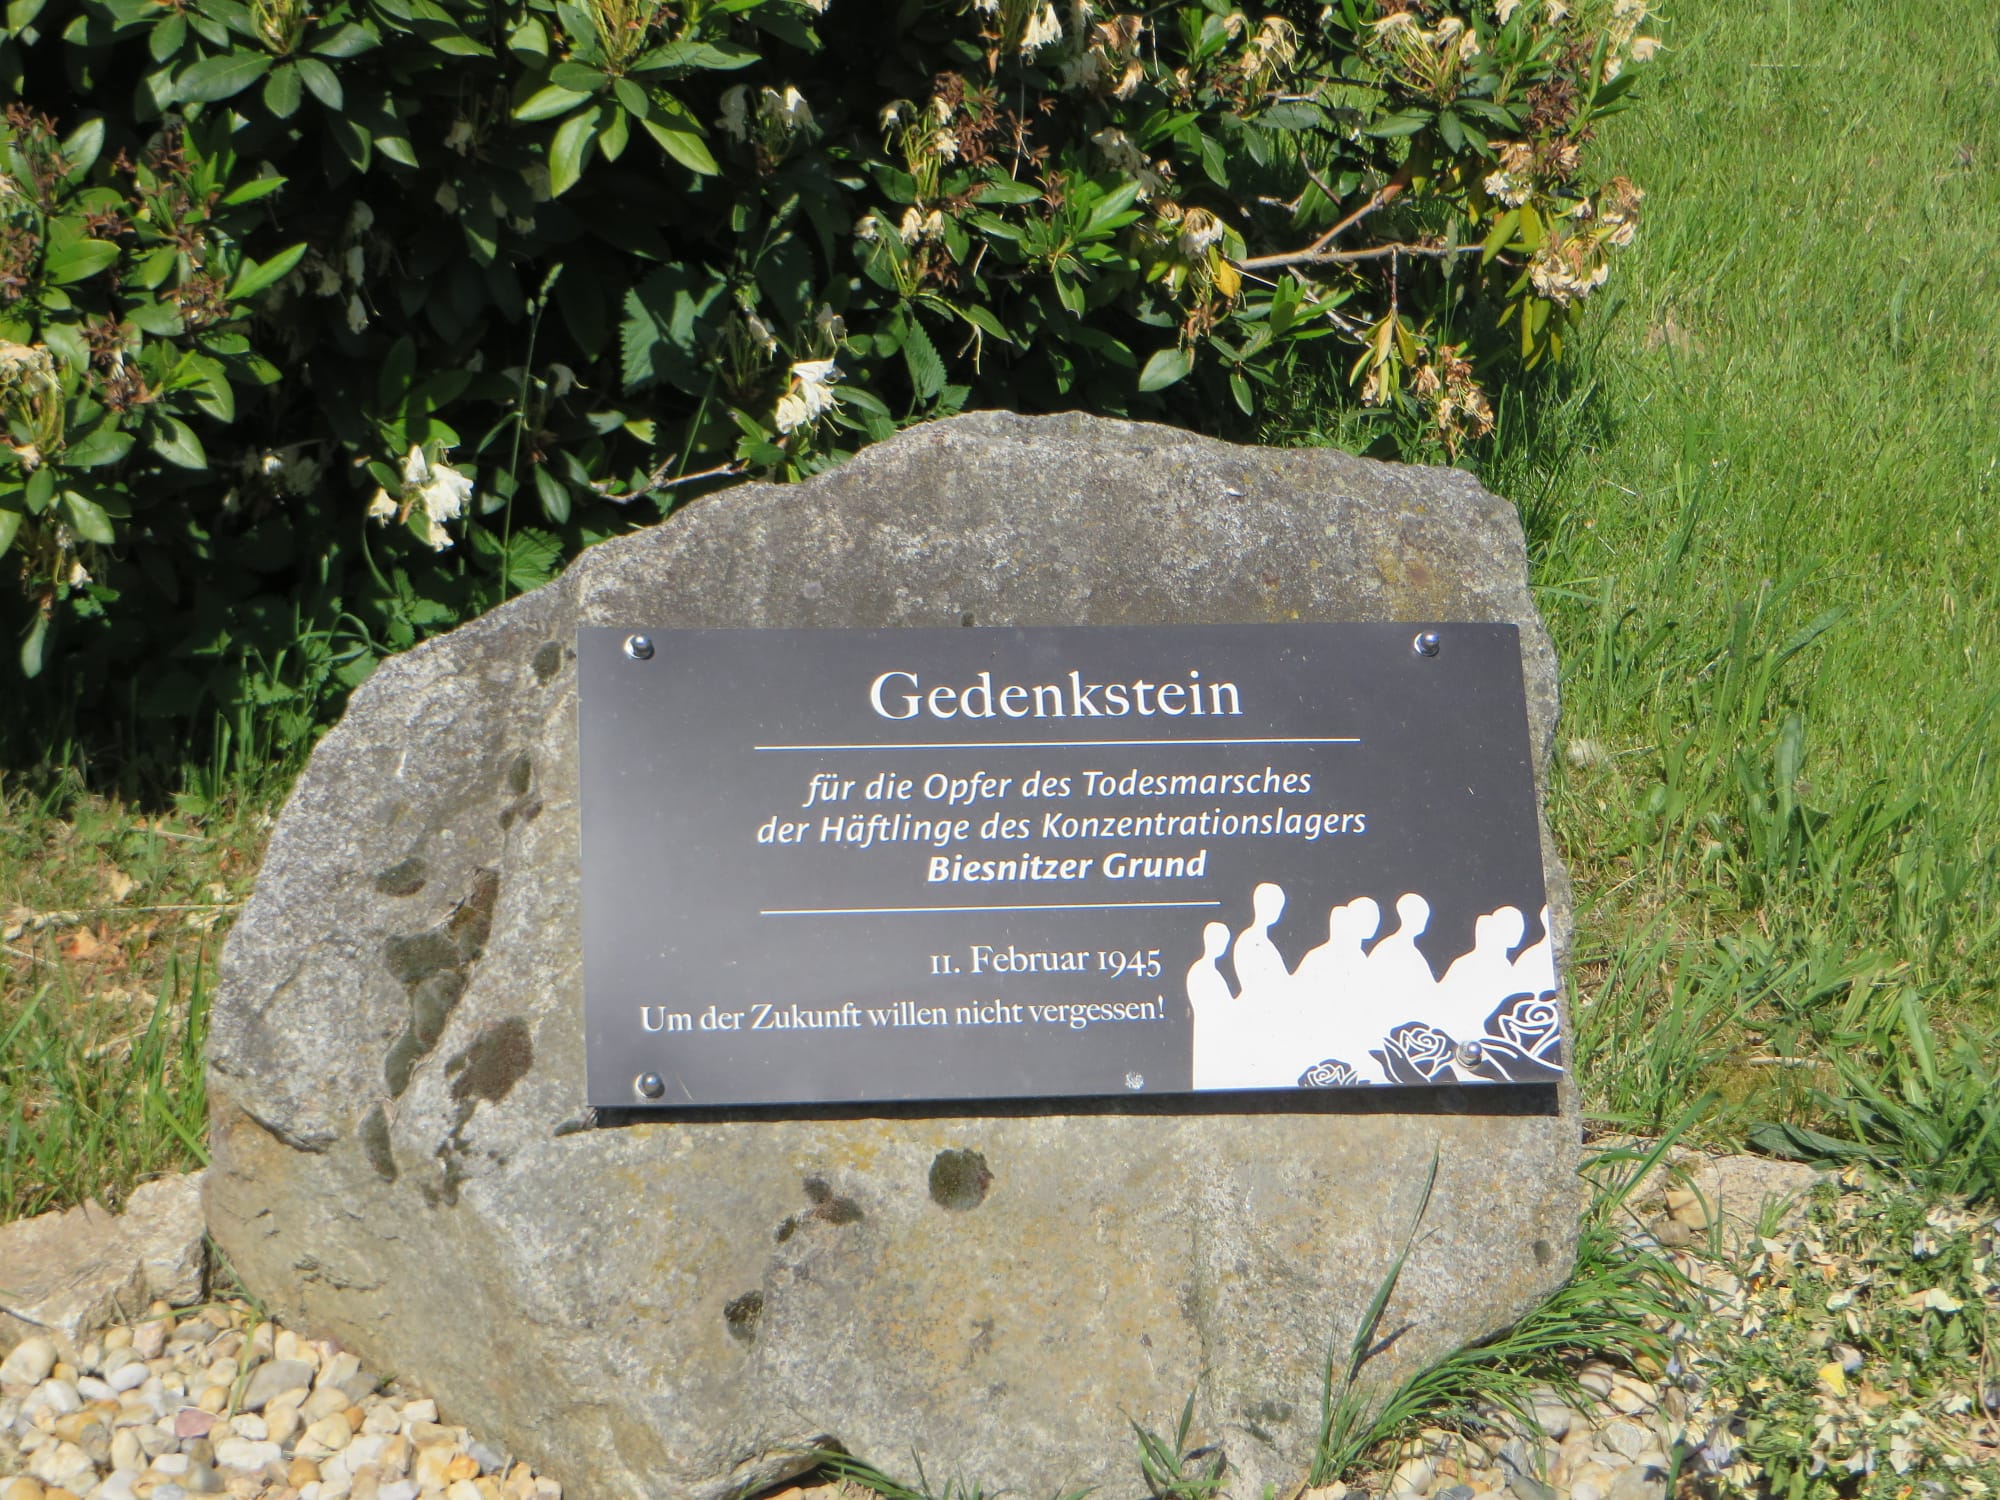 Gedenkstein
für die Opfer des Todesmarsches
der Häftlinge des Konzentrationslagers
Biesnitzer Grund
11. Februar 1945
Um der Zukunft willen nicht vergessen!